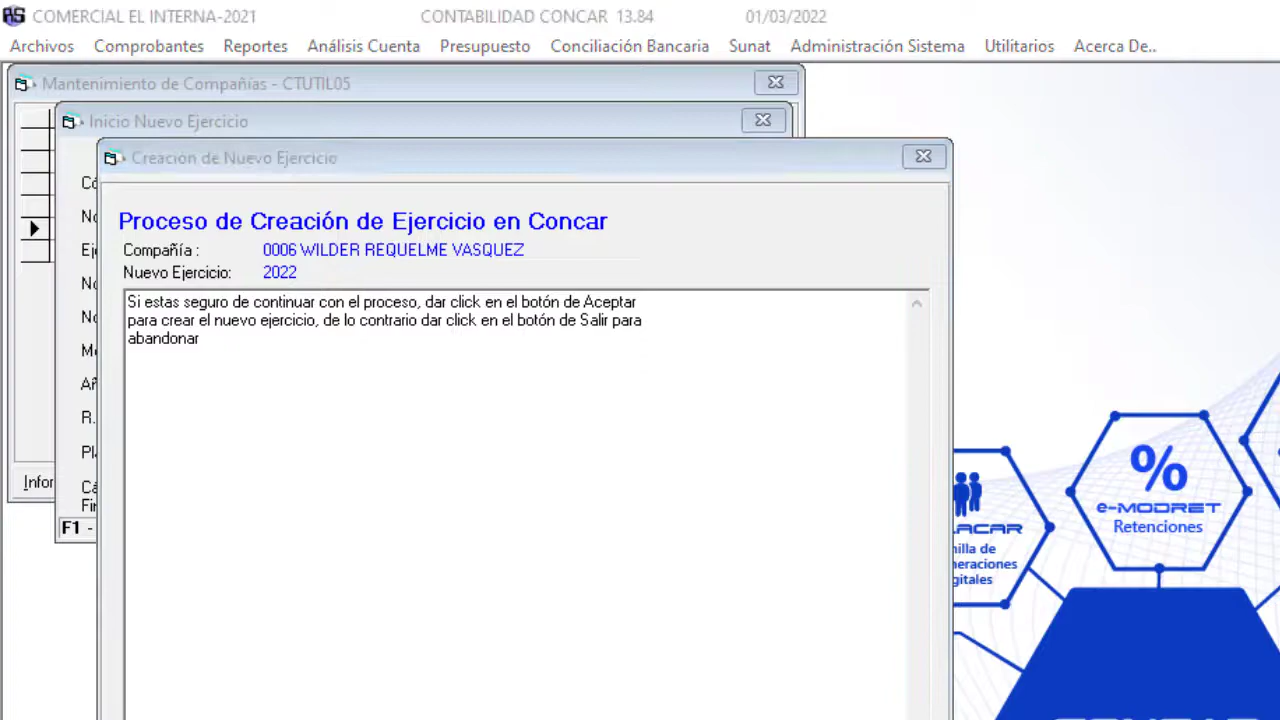 COMERCIAL EL INTERNA-2021 CONTABILIDAD CONCAR 13.84 01/03/2022
Archivos Comprobantes Reportes Análisis Cuenta Presupuesto Conciliación Bancaria Sunat Administración Sistema Utilitarios Acerca De..
Mantenimiento de Compañías - CTUTIL05
Inicio Nuevo Ejercicio
Creación de Nuevo Ejercicio
Proceso de Creación de Ejercicio en Concar
Compañía : 0006 WILDER REQUELME VASQUEZ
Nuevo Ejercicio: 2022
Si estas seguro de continuar con el proceso, dar click en el botón de Aceptar
para crear el nuevo ejercicio, de lo contrario dar click en el botón de Salir para
abandonar
R.
F1 -
%
e-MODRET
Retenciones